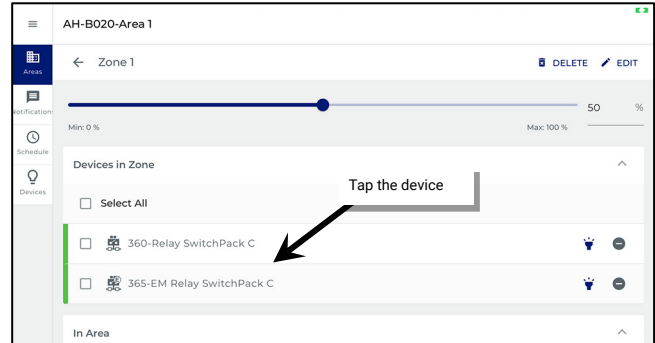 AH-B020-Area 1
Areas
Zone 1
DELETE
EDIT
Notifications
50 %
Min: 0 %
Max: 100 %
Schedule
Devices in Zone
Devices
Tap the device
Select All
360-Relay SwitchPack C
365-EM Relay SwitchPack C
In Area